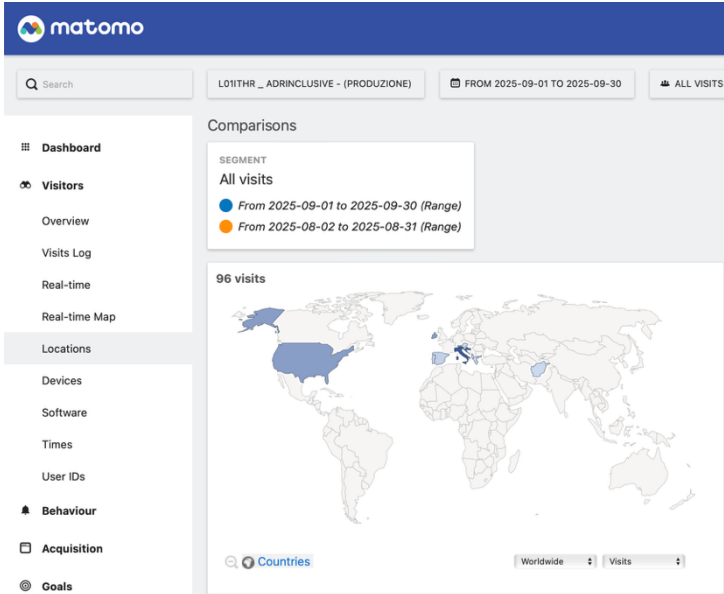 matomo
Search
L01ITHR _ ADRINCLUSIVE - (PRODUZIONE)
FROM 2025-09-01 TO 2025-09-30
ALL VISITS
Comparisons
Dashboard
SEGMENT
All visits
Visitors
From 2025-09-01 to 2025-09-30 (Range)
From 2025-08-02 to 2025-08-31 (Range)
Overview
Visits Log
96 visits
Real-time
Real-time Map
Locations
Devices
Software
Times
User IDs
Behaviour
Acquisition
Countries
Worldwide
Visits
Goals